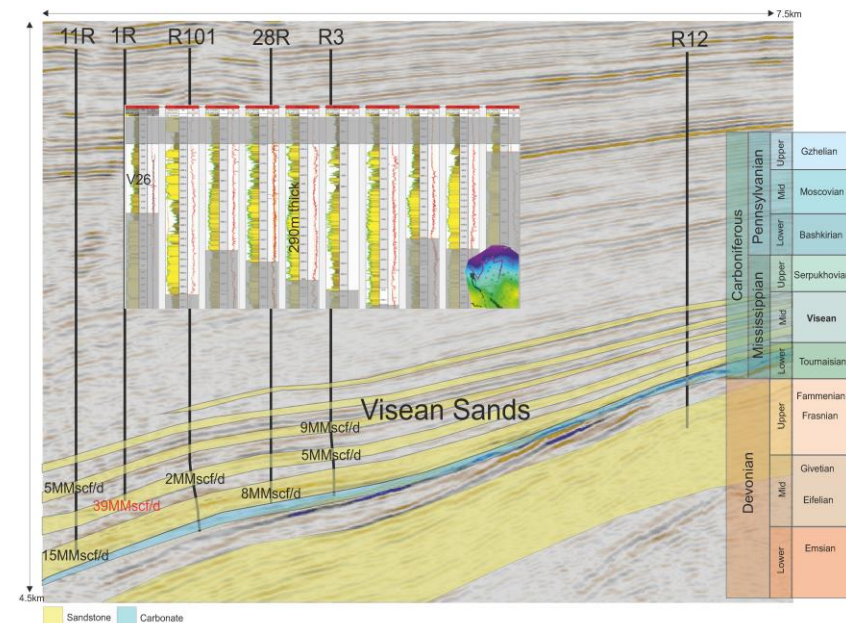 7.5km
11R 1R R101 28R R3 R12
V26
290m thick
Visean Sands
9MMscf/d
5MMscf/d
2MMscf/d
5MMscf/d
8MMscf/d
39MMscf/d
15MMscf/d
4.5km
Sandstone
Carbonate
Carboniferous
Pennsylvanian
Mississippian
Upper
Mid
Lower
Upper
Mid
Lower
Gzhelian
Moscovian
Bashkirian
Serpukhovian
Visean
Tournaisian
Devonian
Upper
Mid
Lower
Fammenian
Frasnian
Givetian
Eifelian
Emsian